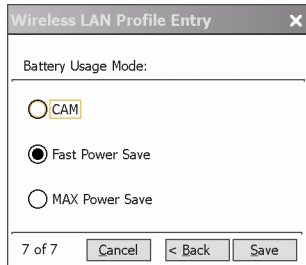 Wireless LAN Profile Entry
Battery Usage Mode:
CAM
Fast Power Save
MAX Power Save
7 of 7 Cancel < Back Save